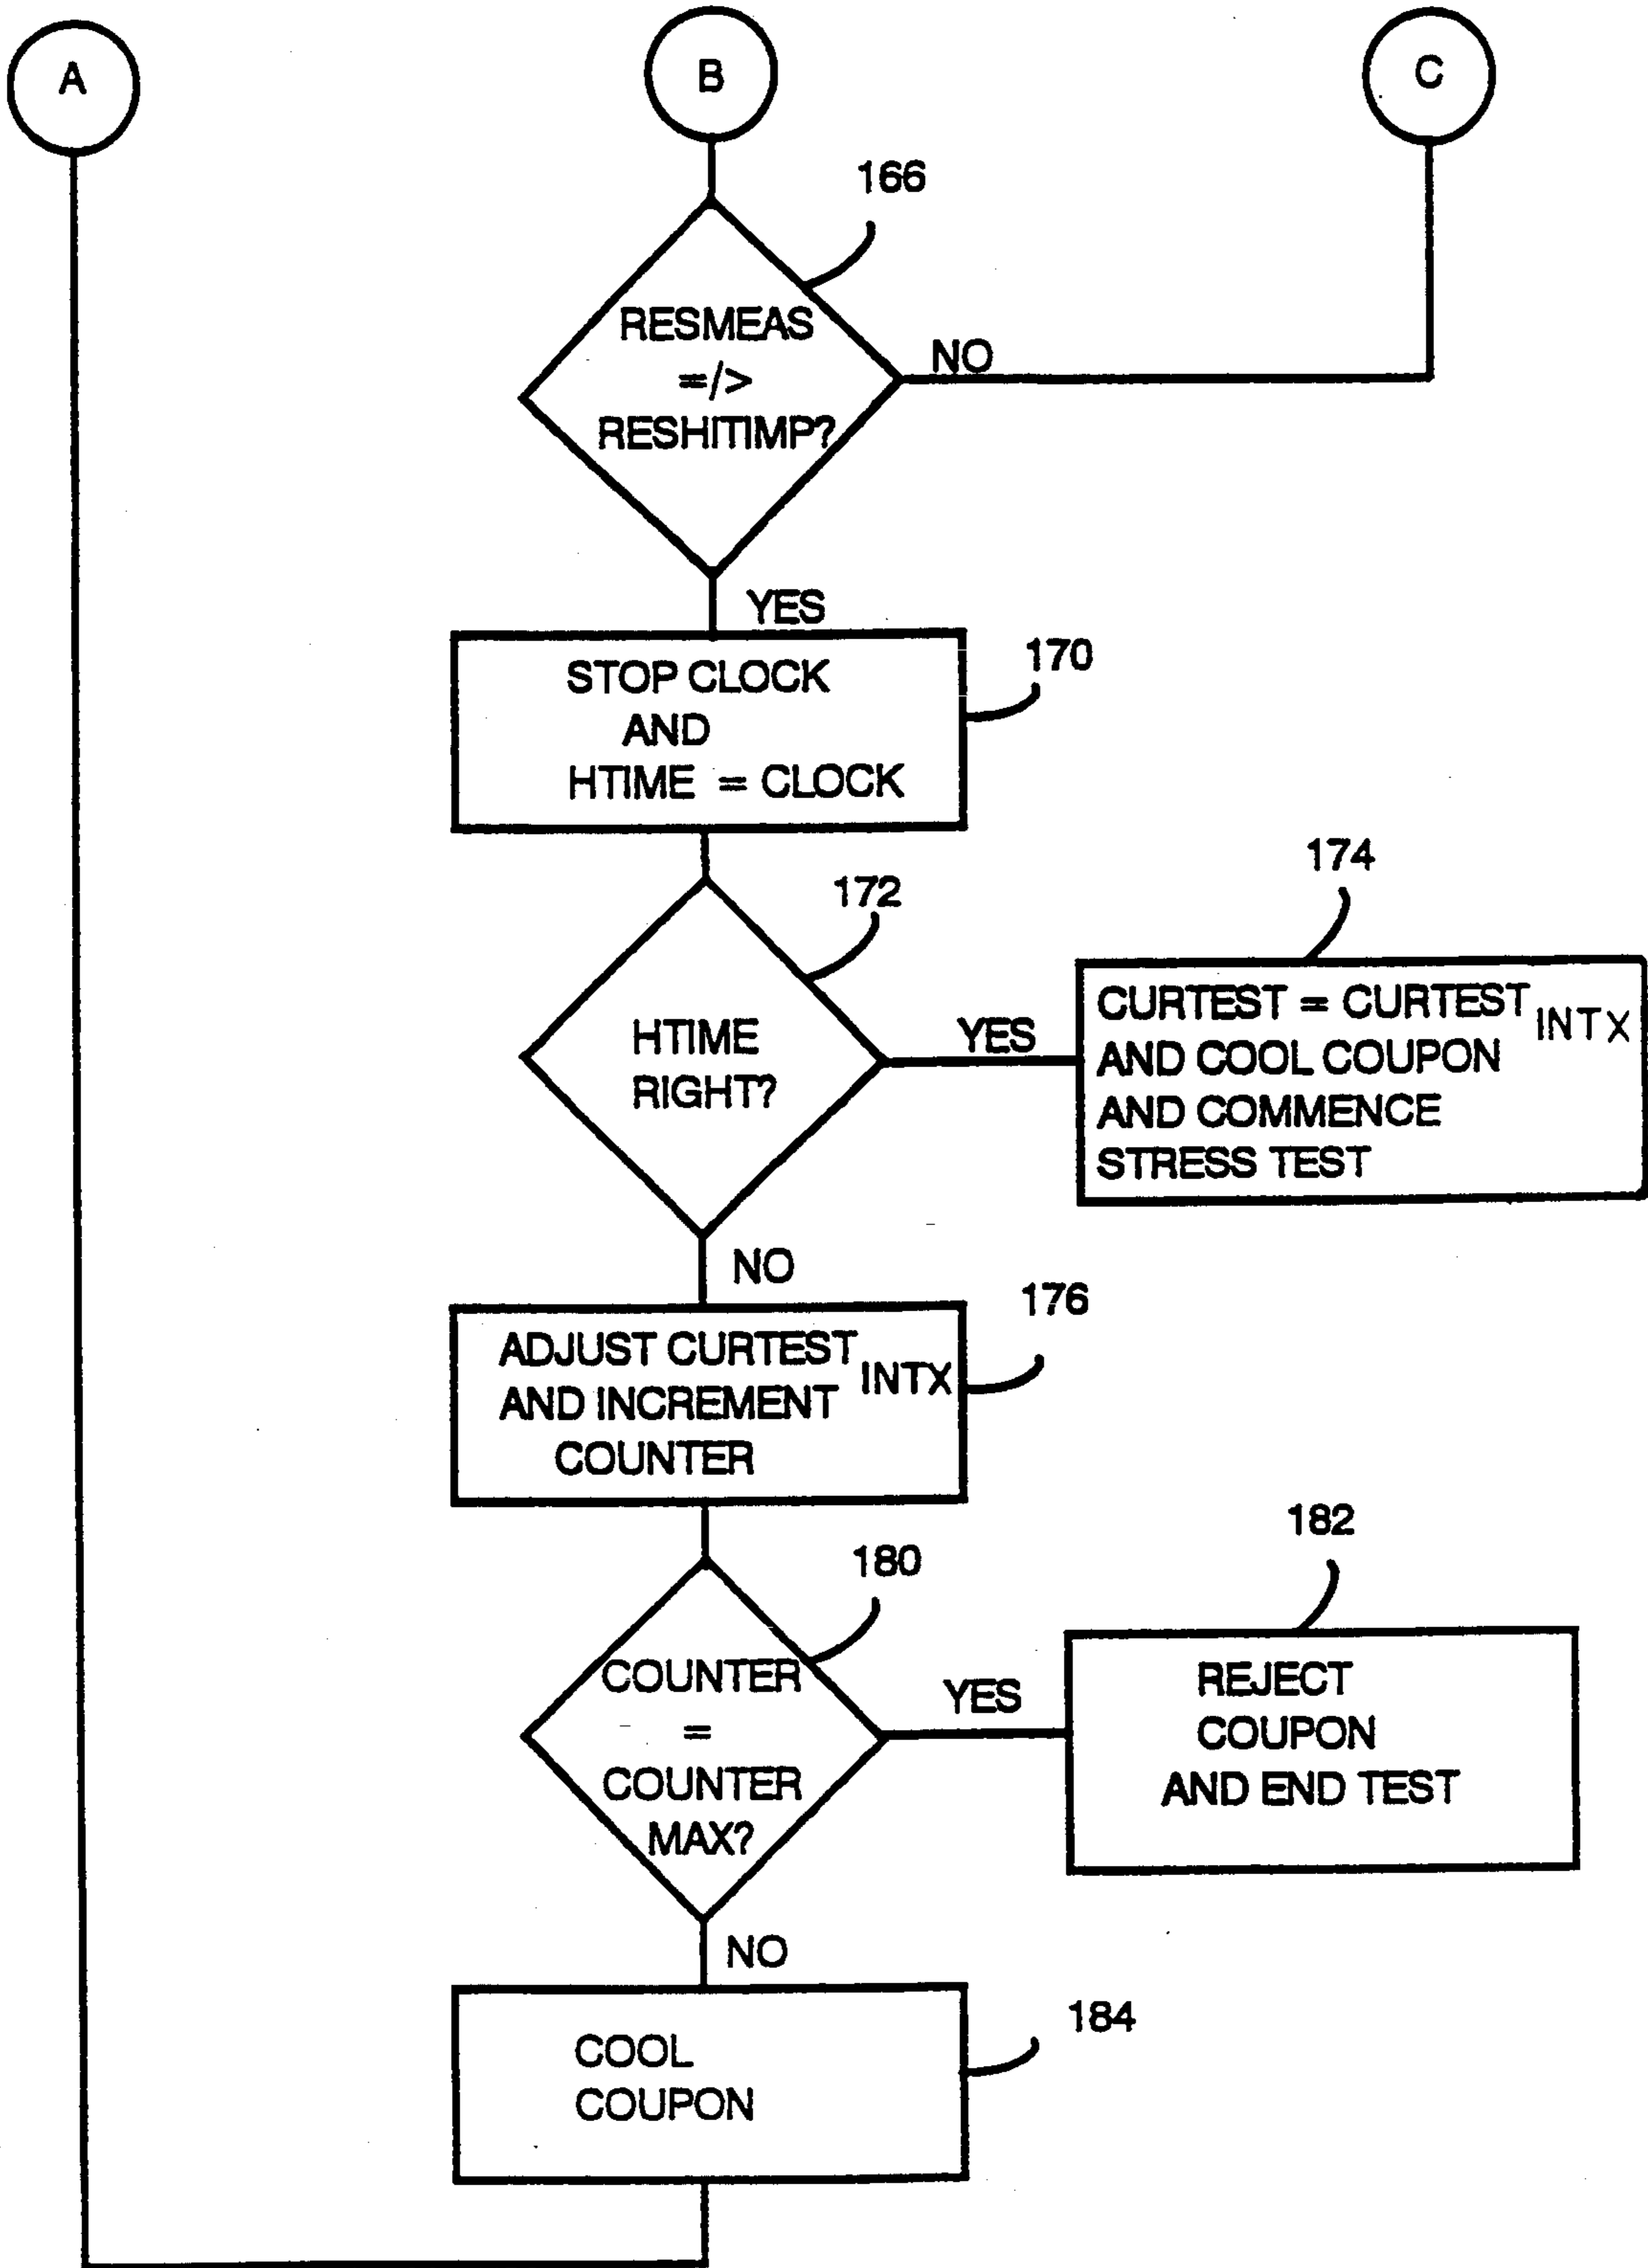 A
B
C
166
RESMEAS
=/>
RESHITIMP?
NO
YES
170
STOP CLOCK
AND
HTIME = CLOCK
172
HTIME
RIGHT?
YES
174
CURTEST = CURTEST INTX
AND COOL COUPON
AND COMMENCE
STRESS TEST
NO
176
ADJUST CURTEST INTX
AND INCREMENT
COUNTER
180
COUNTER
=
COUNTER
MAX?
YES
182
REJECT
COUPON
AND END TEST
NO
184
COOL
COUPON